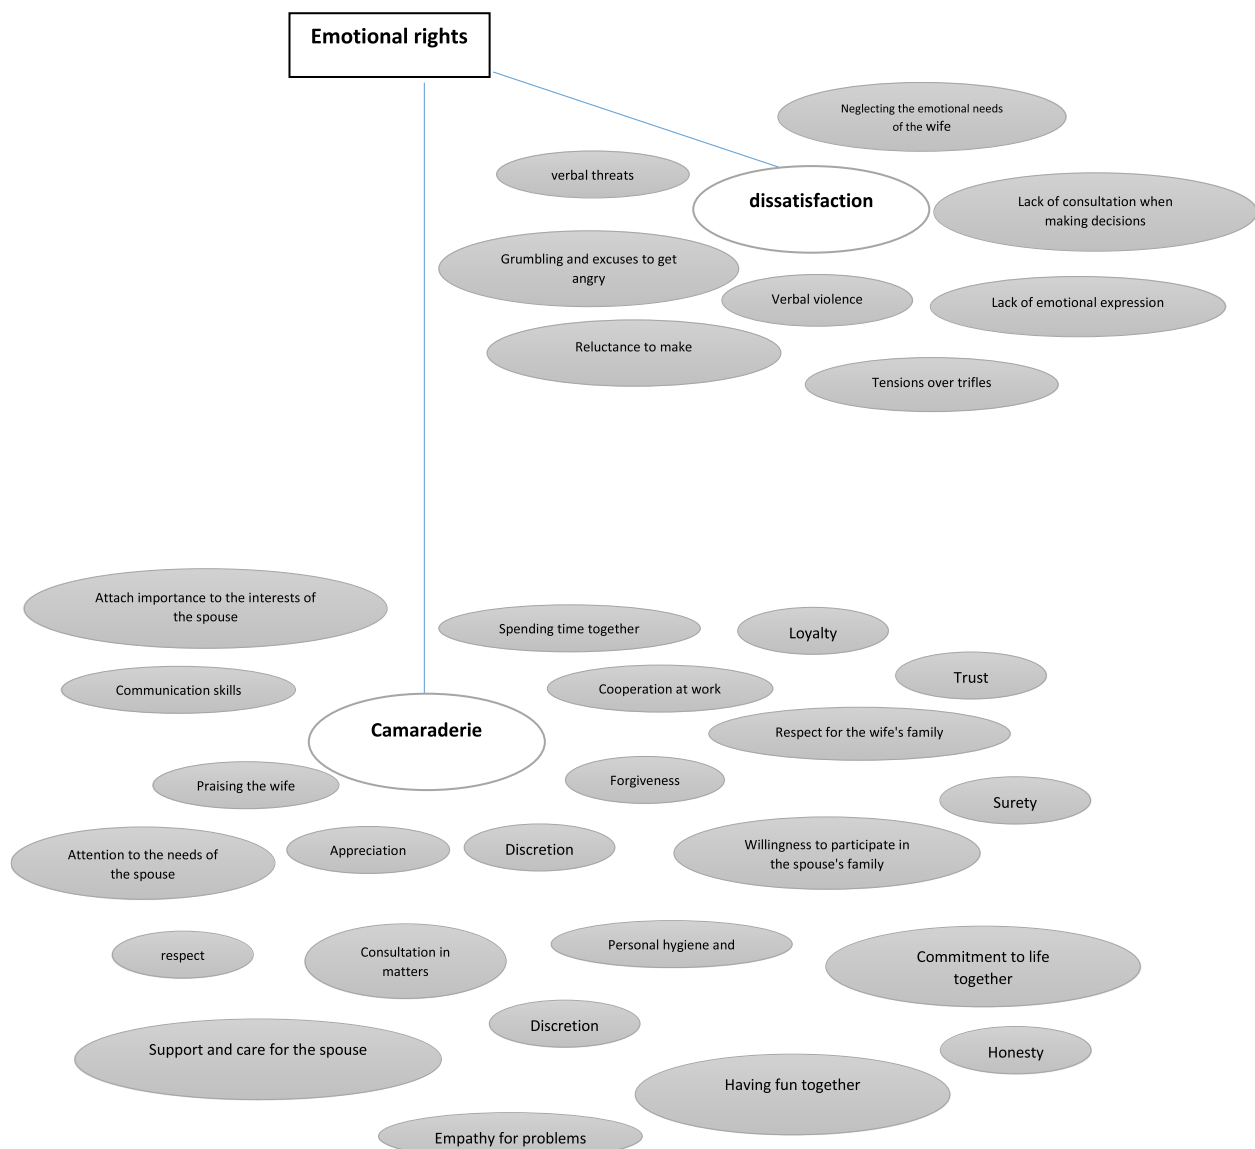 Emotional rights
Neglecting the emotional needs
of the wife
verbal threats
dissatisfaction
Lack of consultation when
making decisions
Grumbling and excuses to get
angry
Verbal violence
Lack of emotional expression
Reluctance to make
Tensions over trifles
Attach importance to the interests of
the spouse
Spending time together
Loyalty
Trust
Communication skills
Cooperation at work
Camaraderie
Respect for the wife's family
Praising the wife
Forgiveness
Surety
Attention to the needs of
the spouse
Appreciation
Discretion
Willingness to participate in
the spouse's family
respect
Consultation in
matters
Personal hygiene and
Commitment to life
together
Discretion
Support and care for the spouse
Honesty
Having fun together
Empathy for problems